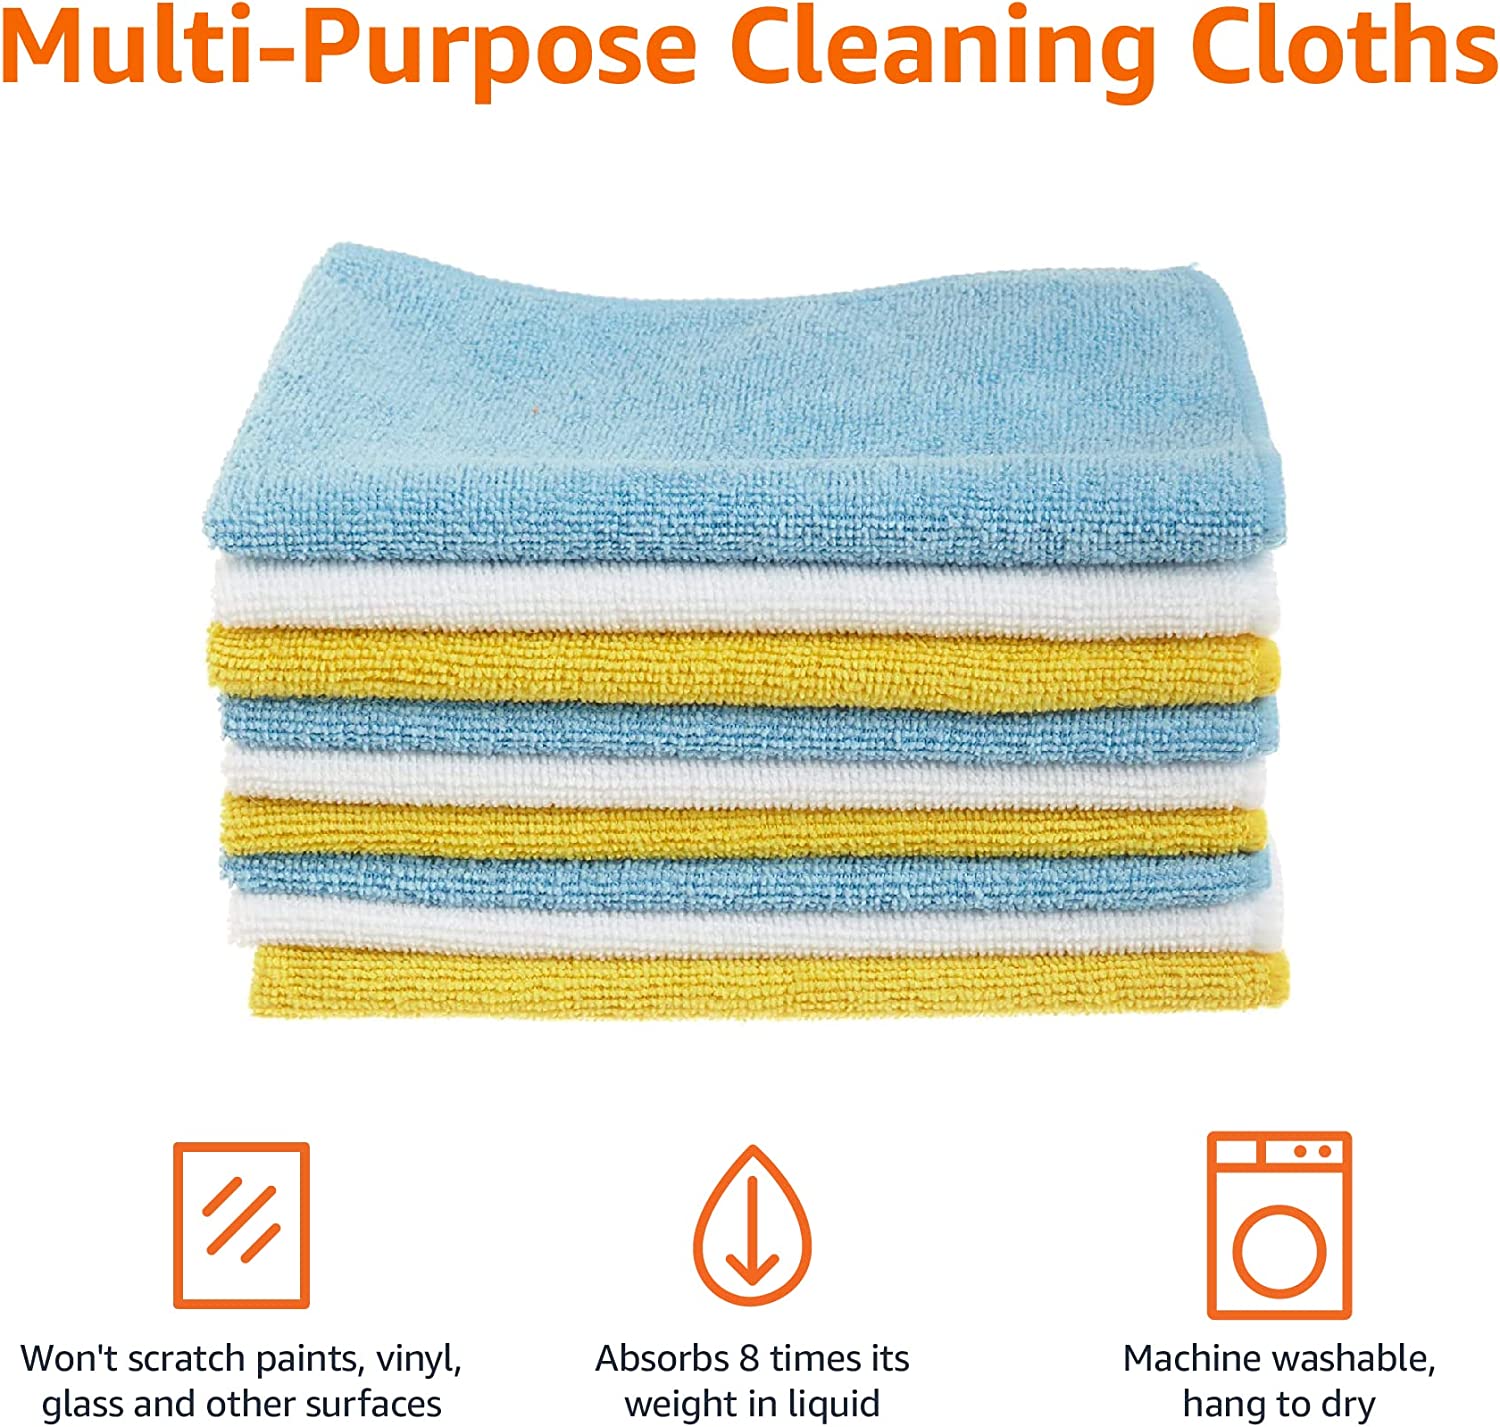 Multi-Purpose Cleaning Cloths
Won't scratch paints, vinyl,
glass and other surfaces
Absorbs 8 times its
weight in liquid
Machine washable,
hang to dry